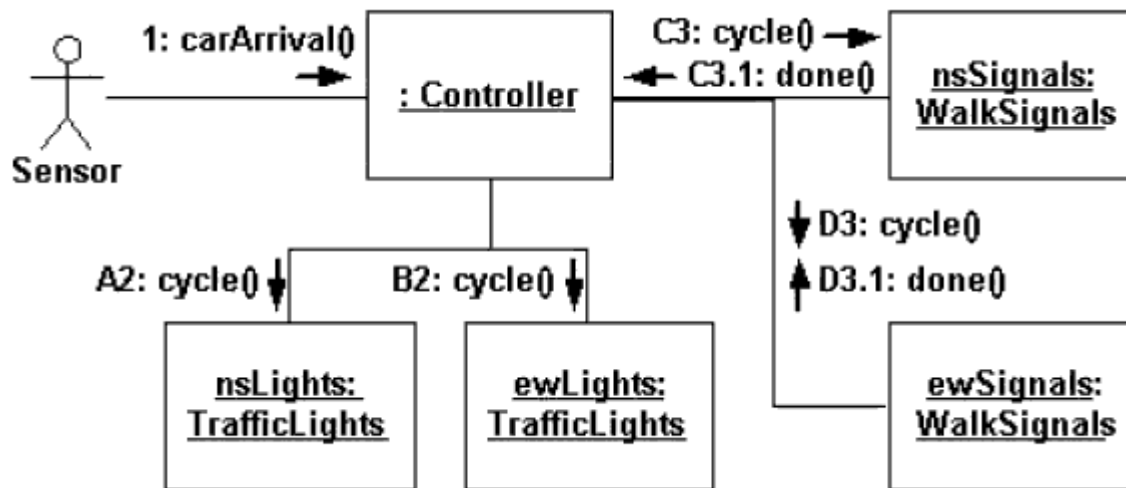 1: carArrival()
C3: cycle()
C3.1: done()
: Controller
nsSignals:
WalkSignals
Sensor
D3: cycle()
D3.1: done()
A2: cycle()
B2: cycle()
nsLights:
TrafficLights
ewLights:
TrafficLights
ewSignals:
WalkSignals